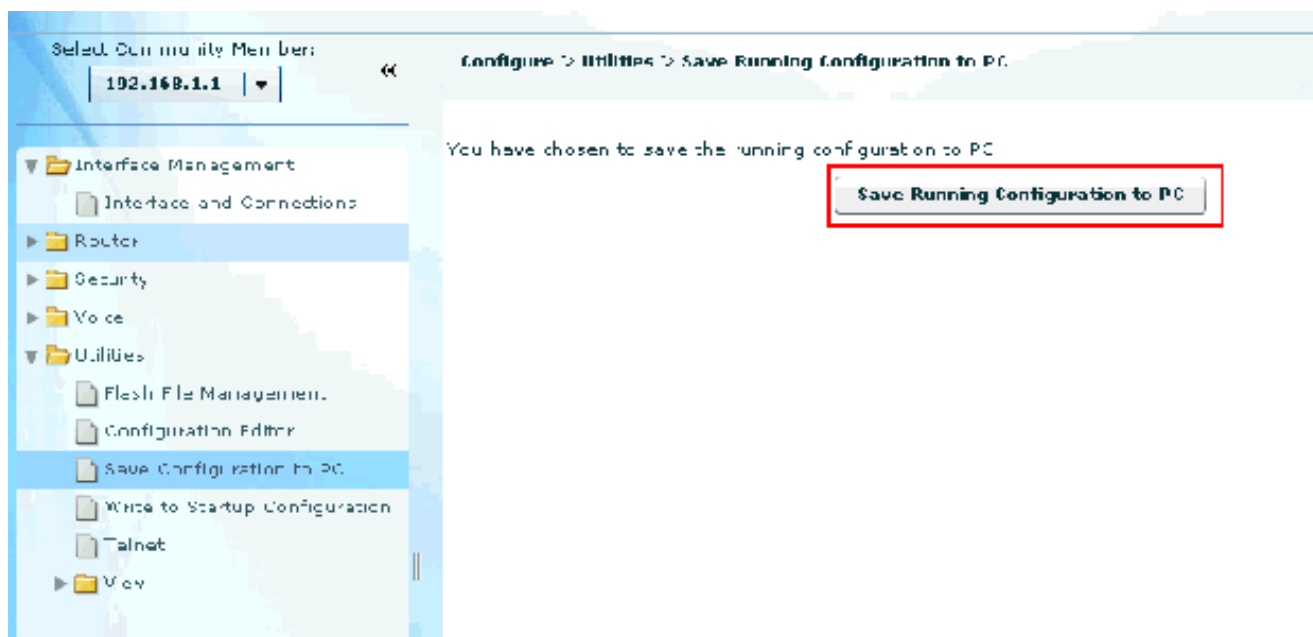 Select Community Member:
192.168.1.1
Configure > Utilities > Save Running Configuration to PC
Interface Management
Interface and Connections
Router
Security
Voice
Utilities
Flash File Management
Configuration Editor
Save Configuration to PC
Write to Startup Configuration
Telnet
View
You have chosen to save the running configuration to PC
Save Running Configuration to PC